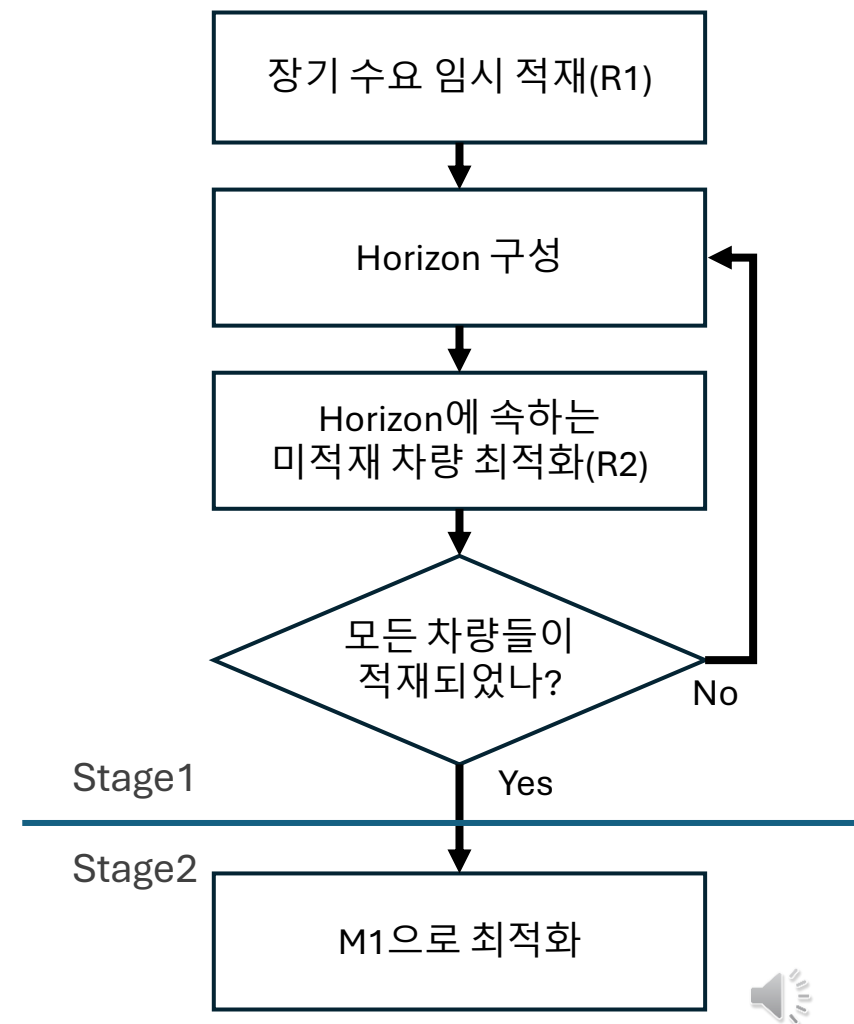 장기 수요 임시 적재(R1)
Horizon 구성
Horizon에 속하는
미적재 차량 최적화(R2)
모든 차량들이
적재되었나?
No
Stage1
Yes
Stage2
M1으로 최적화